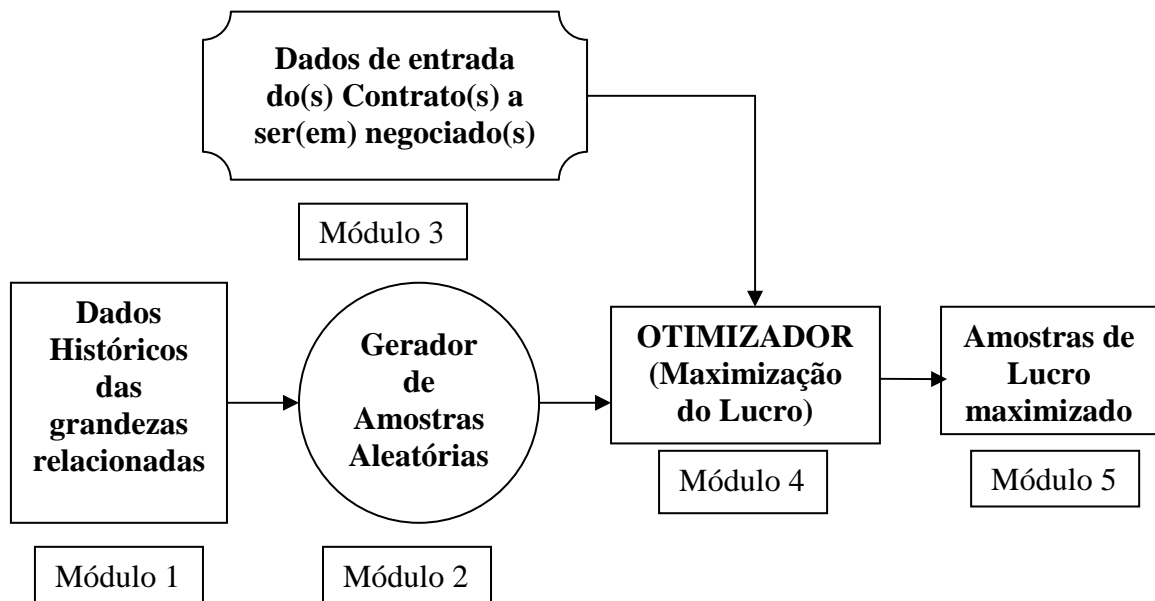 Dados de entrada
do(s) Contrato(s) a
ser(em) negociado(s)
Módulo 3
Dados
Históricos
das
grandezas
relacionadas
Módulo 1
Gerador
de
Amostras
Aleatórias
Módulo 2
OTIMIZADOR
(Maximização
do Lucro)
Módulo 4
Amostras de
Lucro
maximizado
Módulo 5